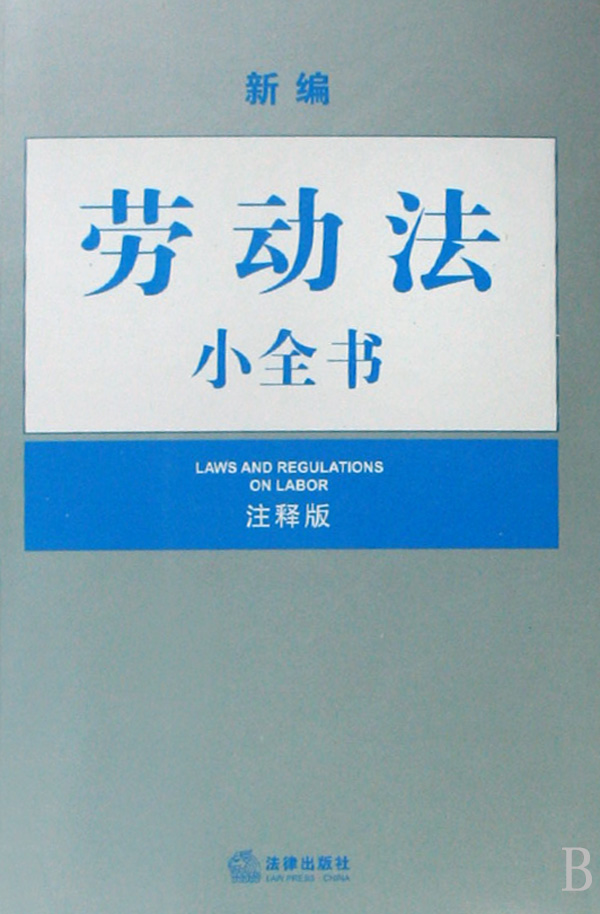 新编
劳动法
小全书
LAWS AND REGULATIONS
ON LABOR
注释版
法律出版社
LAW PRESS · CHINA
B